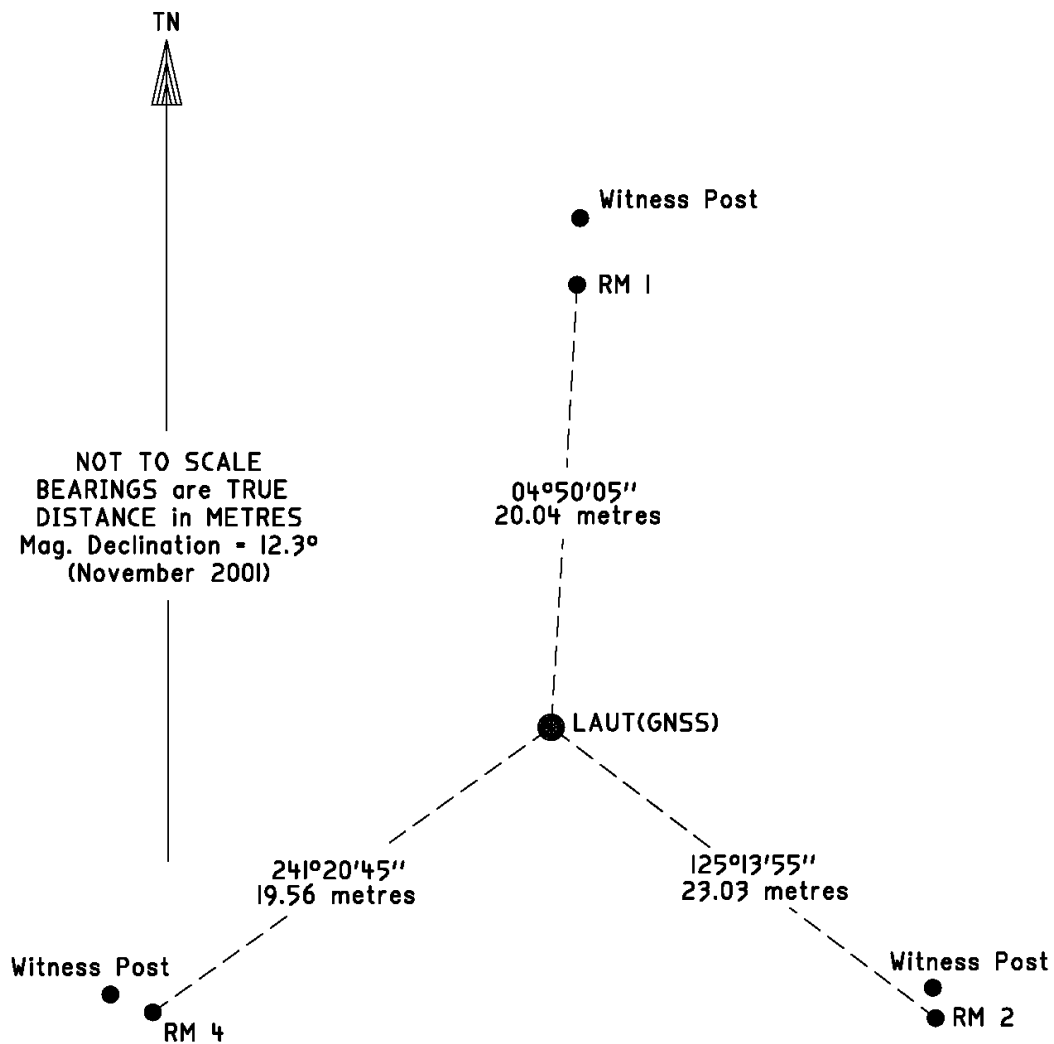 TN
Witness Post
RM 1
NOT TO SCALE
BEARINGS are TRUE
DISTANCE in METRES
Mag. Declination = 12.3°
(November 2001)
04°50'05"
20.04 metres
LAUT(GNSS)
241°20'45"
19.56 metres
125°13'55"
23.03 metres
Witness Post
RM 4
Witness Post
RM 2